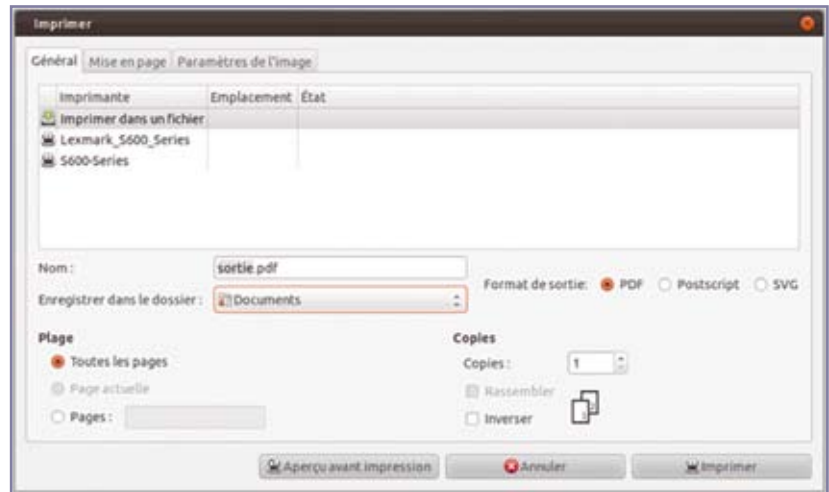 Imprimer
Général Mise en page Paramètres de l'image
Imprimante Emplacement État
Imprimer dans un fichier
Lexmark_S600_Series
S600-Series
Nom : sortie.pdf
Format de sortie: PDF Postscript SVG
Enregistrer dans le dossier : Documents
Plage
Toutes les pages
Page actuelle
Pages :
Copies
Copies : 1
Rassembler
Inverser
Aperçu avant impression Annuler Imprimer